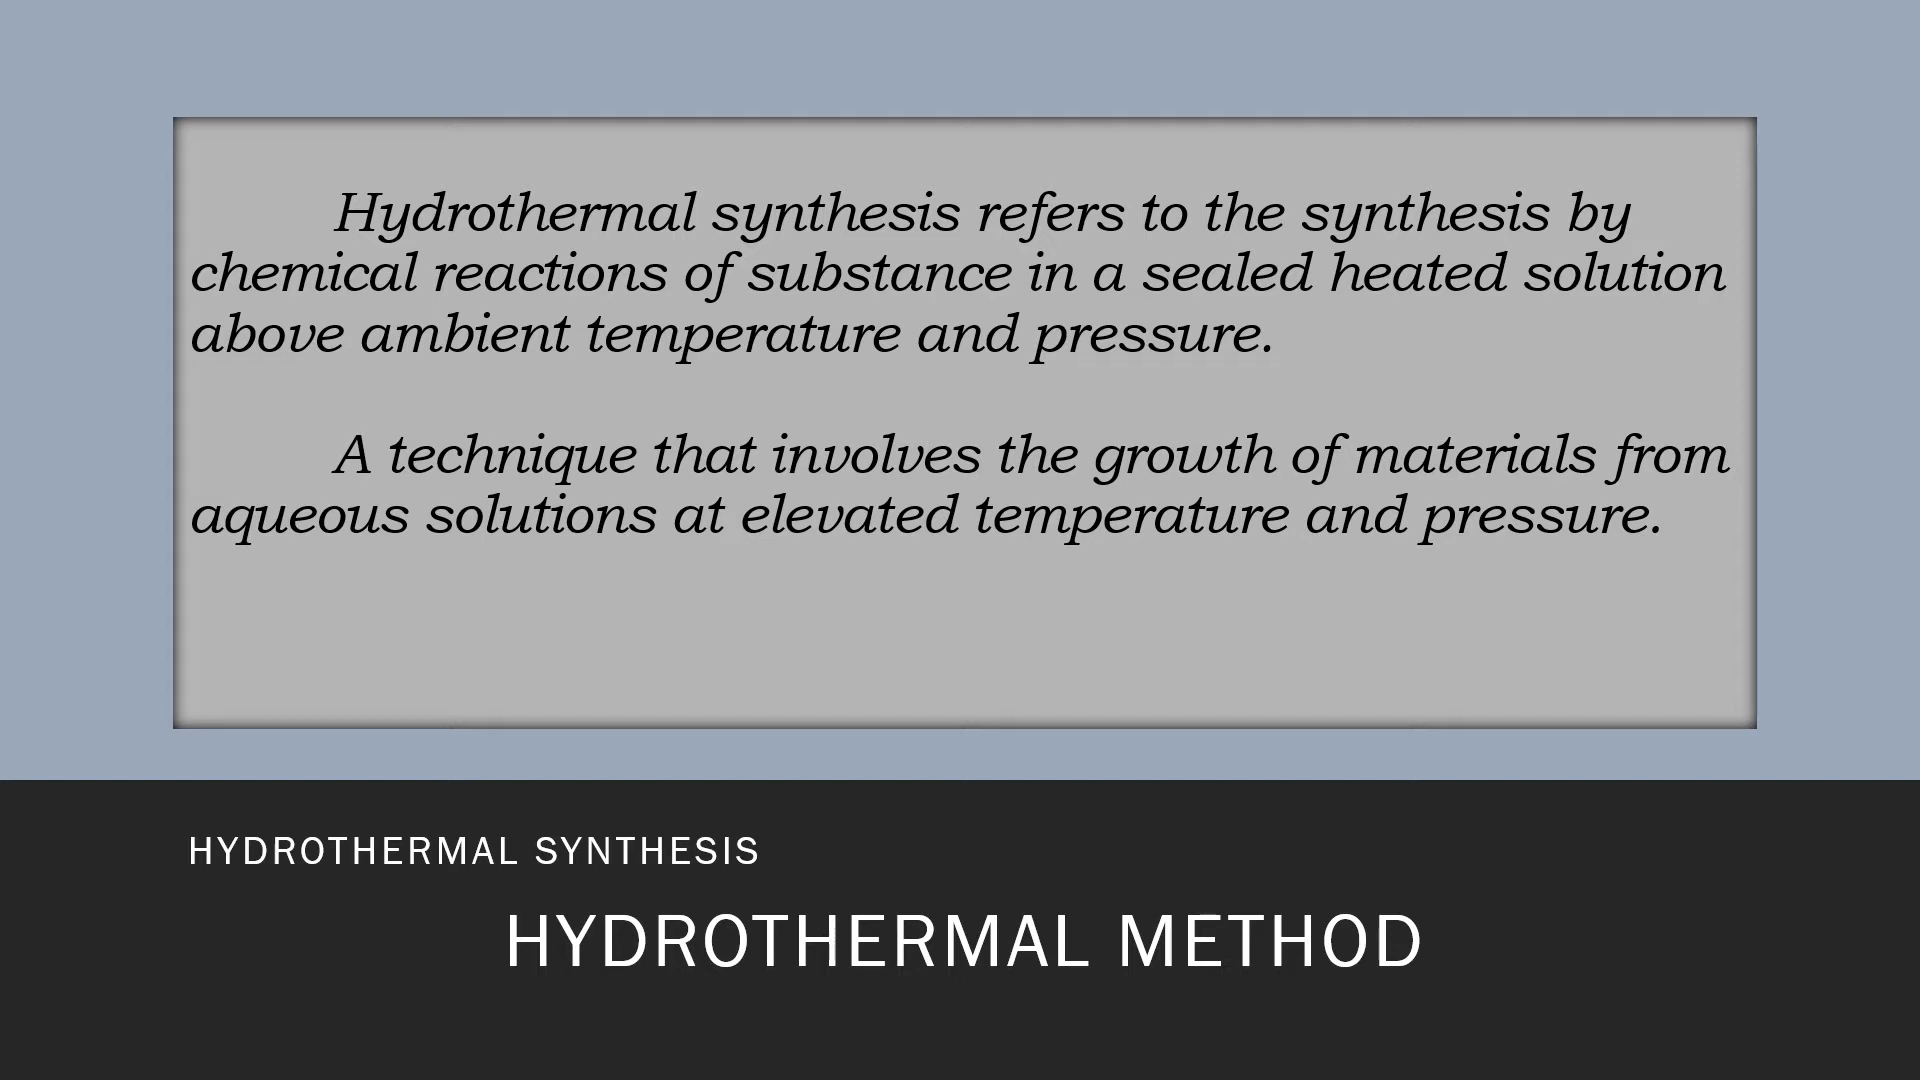 Hydrothermal synthesis refers to the synthesis by
chemical reactions of substance in a sealed heated solution
above ambient temperature and pressure.
A technique that involves the growth of materials from
aqueous solutions at elevated temperature and pressure.
HYDROTHERMAL SYNTHESIS
HYDROTHERMAL METHOD